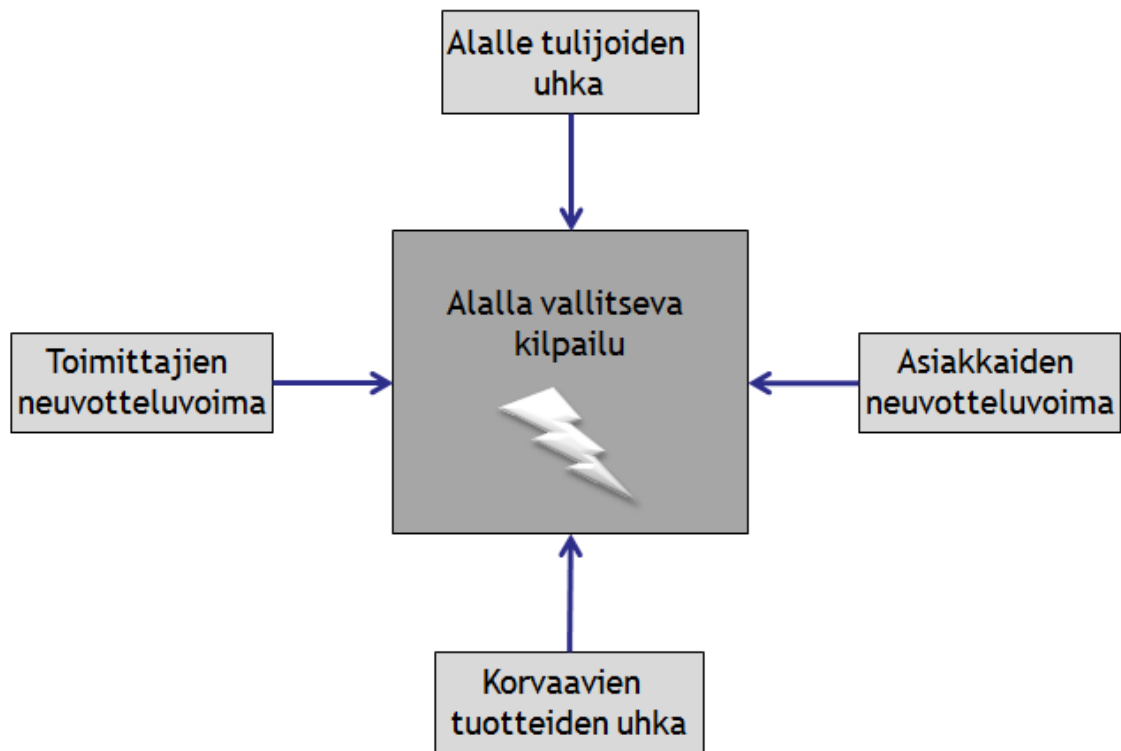 Alalle tulijoiden
uhka
Alalla vallitseva
kilpailu
Toimittajien
neuvotteluvoima
Asiakkaiden
neuvotteluvoima
Korvaavien
tuotteiden uhka